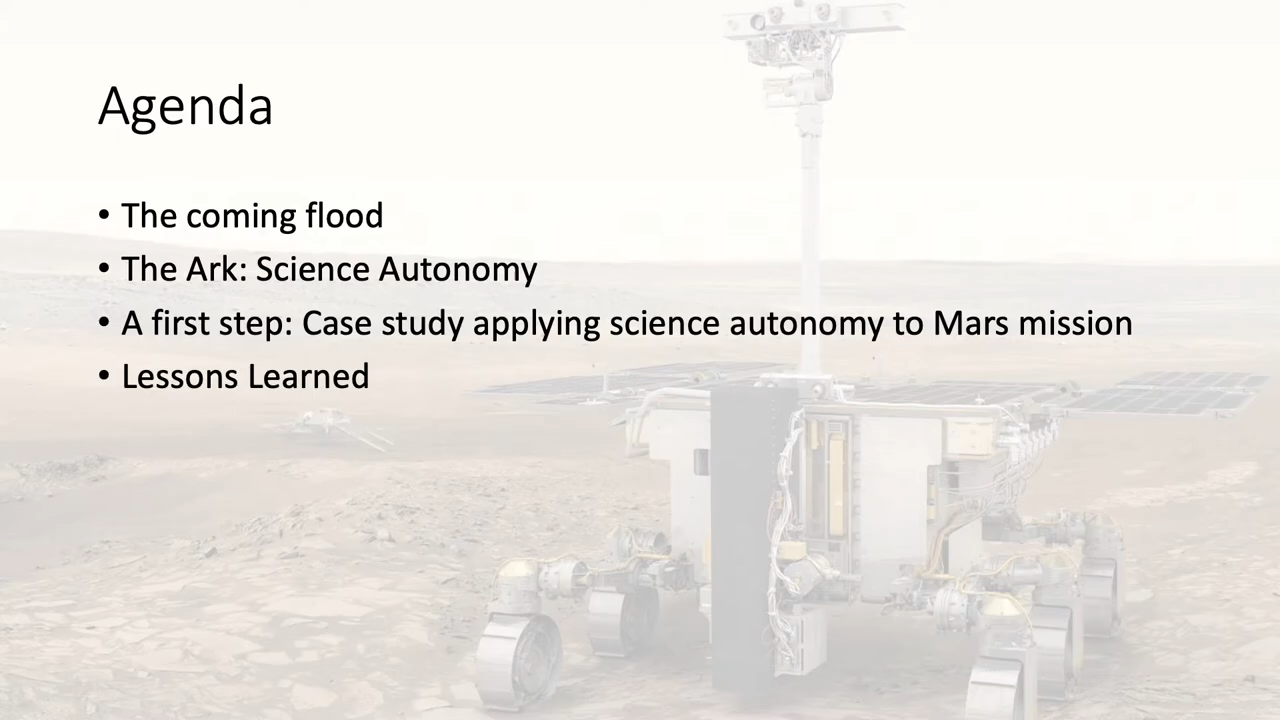 Agenda
• The coming flood
• The Ark: Science Autonomy
• A first step: Case study applying science autonomy to Mars mission
• Lessons Learned